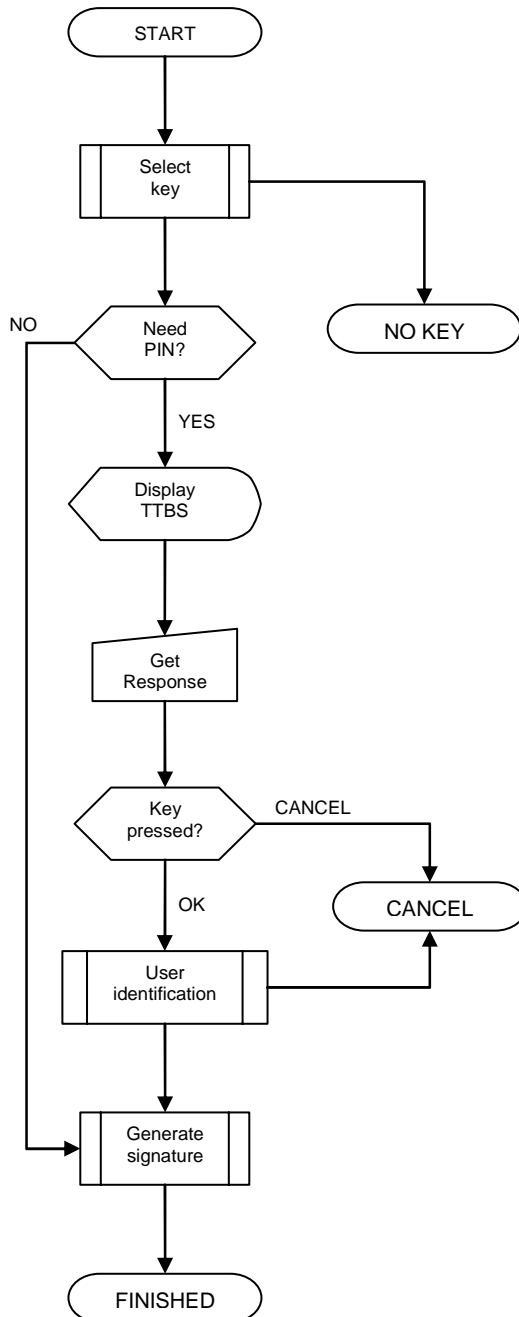 START
Select
key
NO KEY
NO
Need
PIN?
YES
Display
TTBS
Get
Response
Key
pressed?
CANCEL
OK
CANCEL
User
identification
Generate
signature
FINISHED